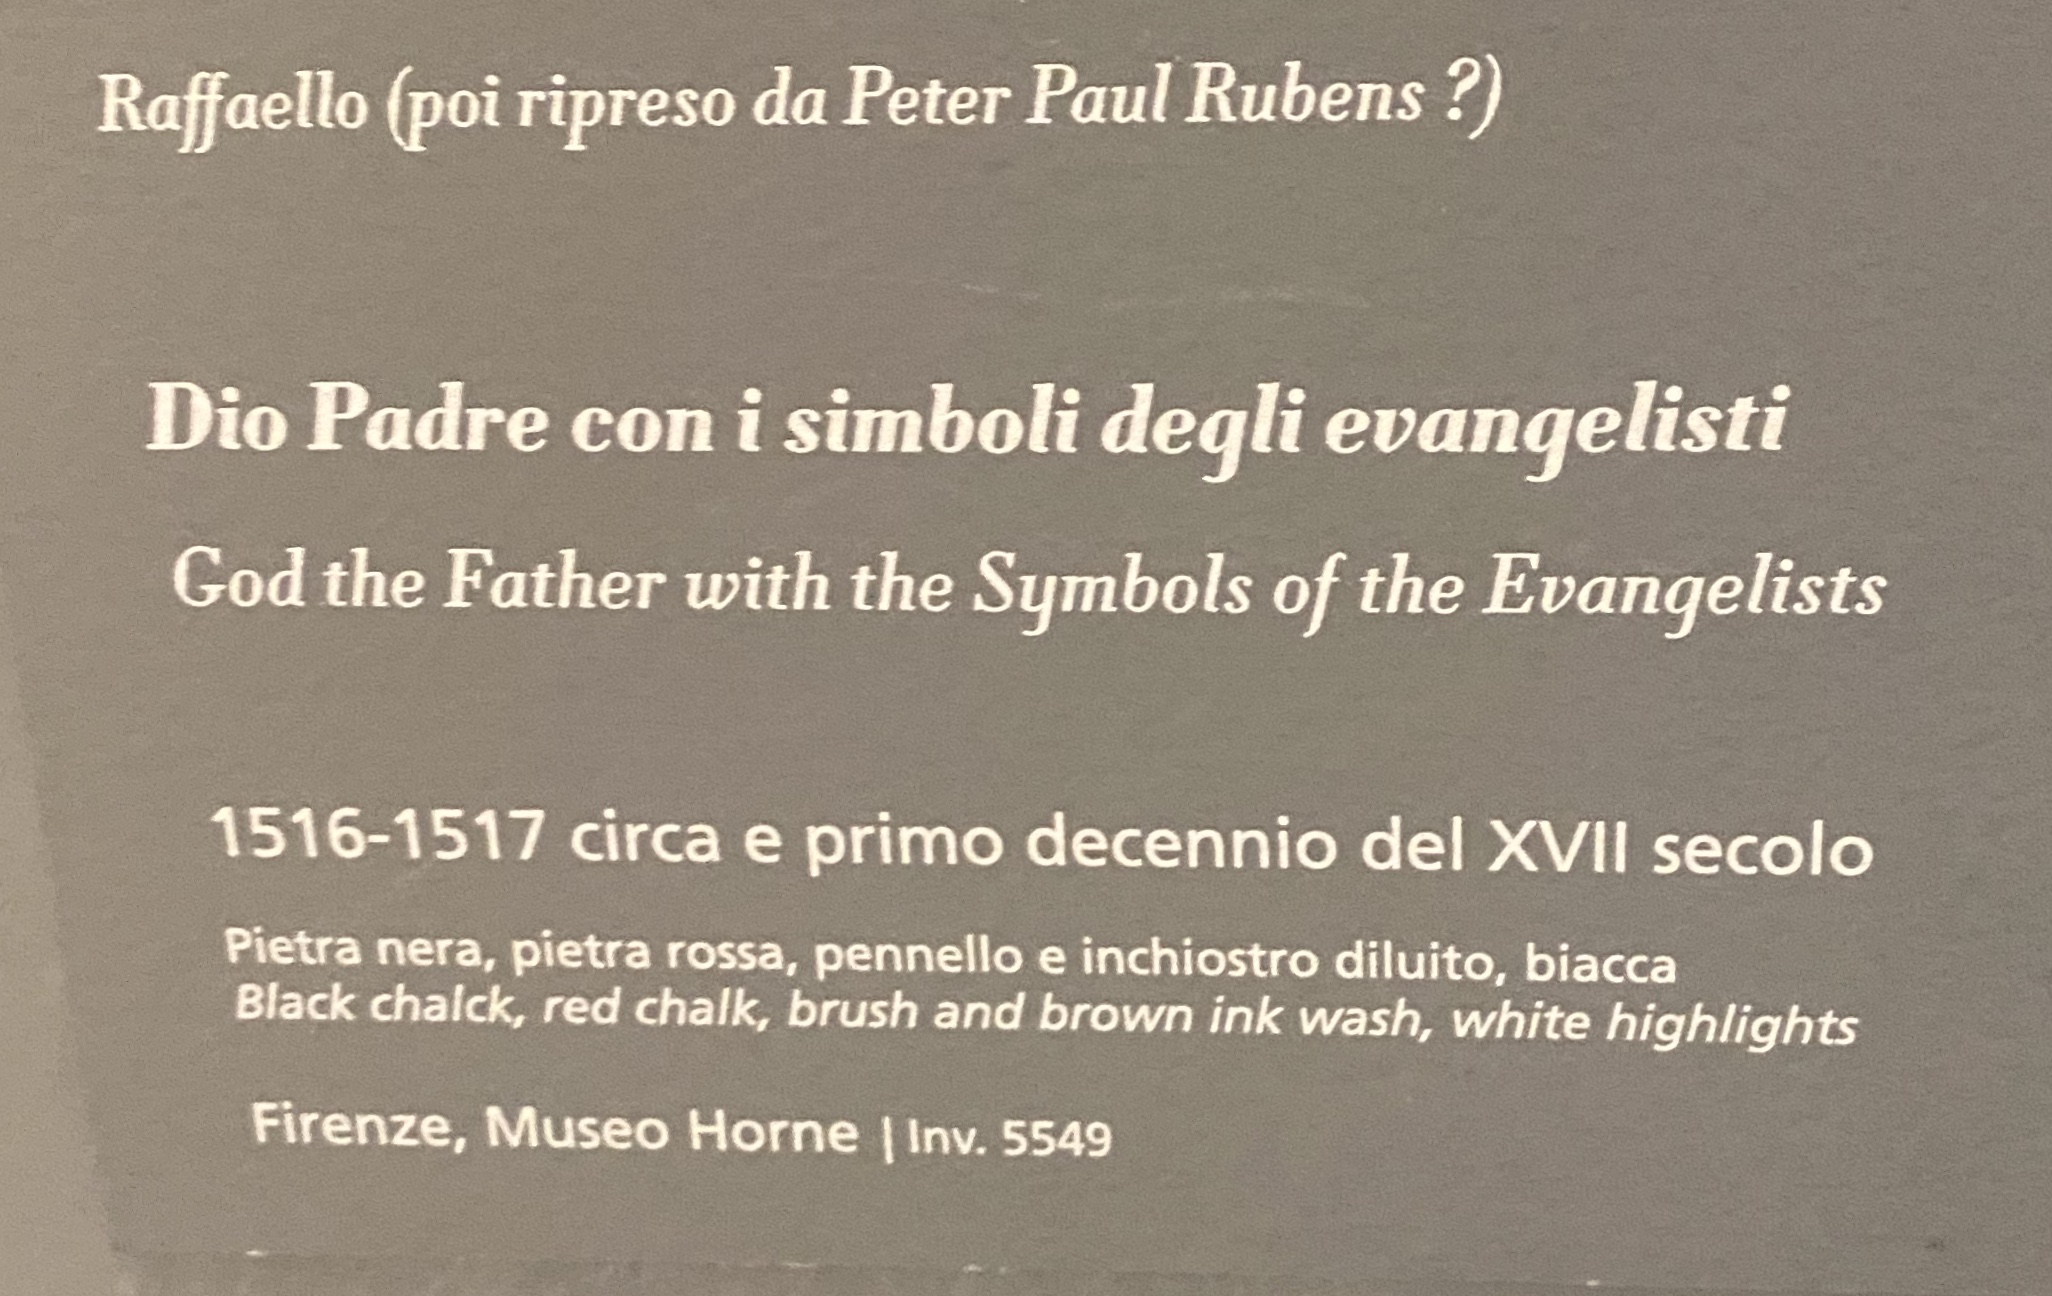 Raffaello (poi ripreso da Peter Paul Rubens ?)
Dio Padre con i simboli degli evangelisti
God the Father with the Symbols of the Evangelists
1516-1517 circa e primo decennio del XVII secolo
Pietra nera, pietra rossa, pennello e inchiostro diluito, biacca
Black chalck, red chalk, brush and brown ink wash, white highlights
Firenze, Museo Horne | Inv. 5549